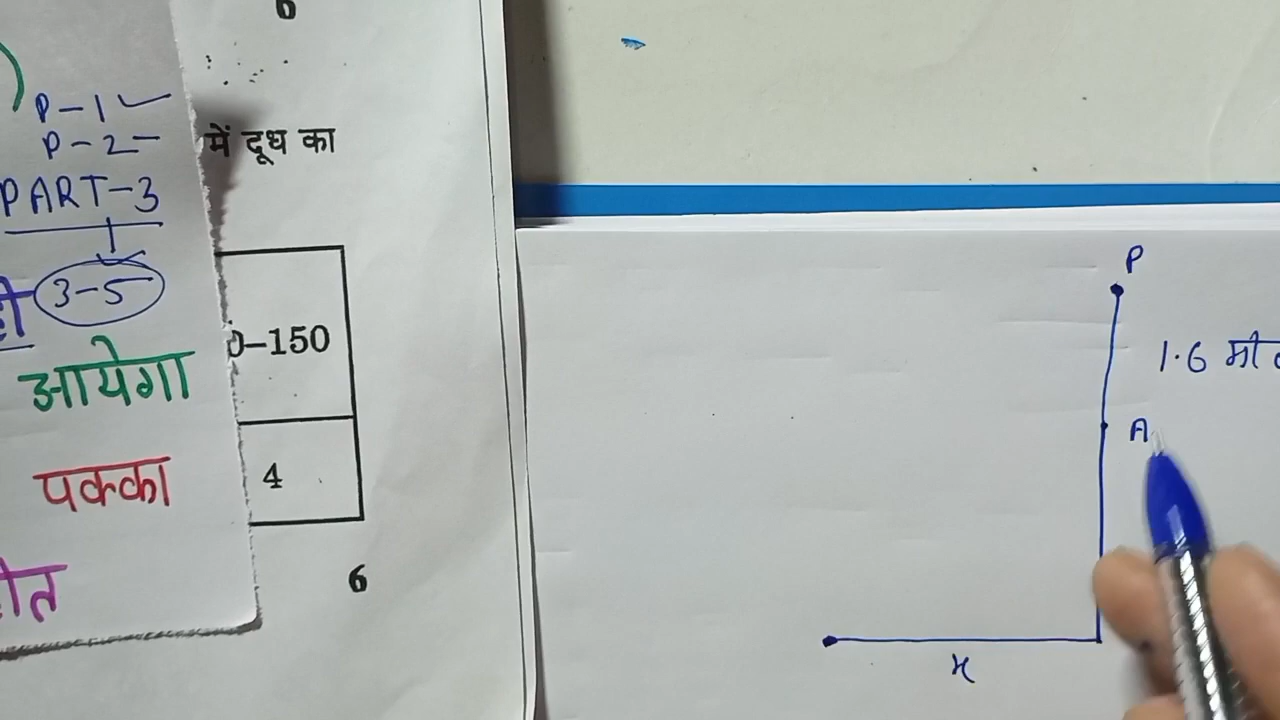 6
P-1
P-2
में दूध का
PART-3
3-5
0-150
आयेगा
पक्का
4
6
P
1.6 मी
A
x